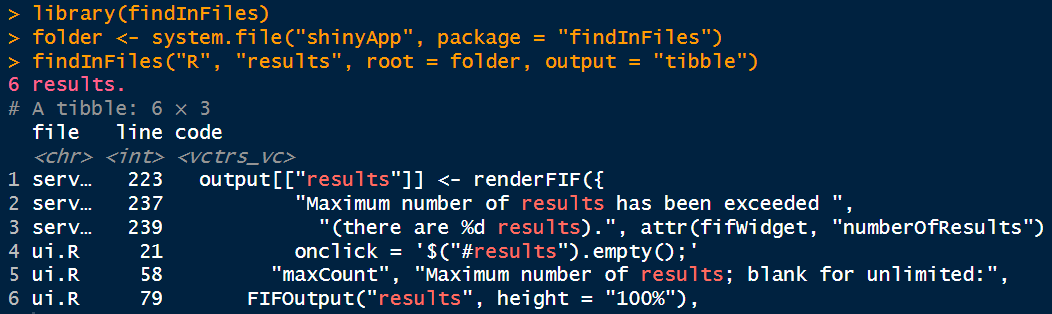 > library(findInFiles)
> folder <- system.file("shinyApp", package = "findInFiles")
> findInFiles("R", "results", root = folder, output = "tibble")
6 results.
# A tibble: 6 × 3
  file   line code
  <chr> <int> <vctrs_vc>
1 serv…   223   output[["results"]] <- renderFIF({
2 serv…   237           "Maximum number of results has been exceeded ",
3 serv…   239             "(there are %d results).", attr(fifWidget, "numberOfResults")
4 ui.R     21           onclick = '$("#results").empty();'
5 ui.R     58         "maxCount", "Maximum number of results; blank for unlimited:",
6 ui.R     79       FIFOutput("results", height = "100%"),